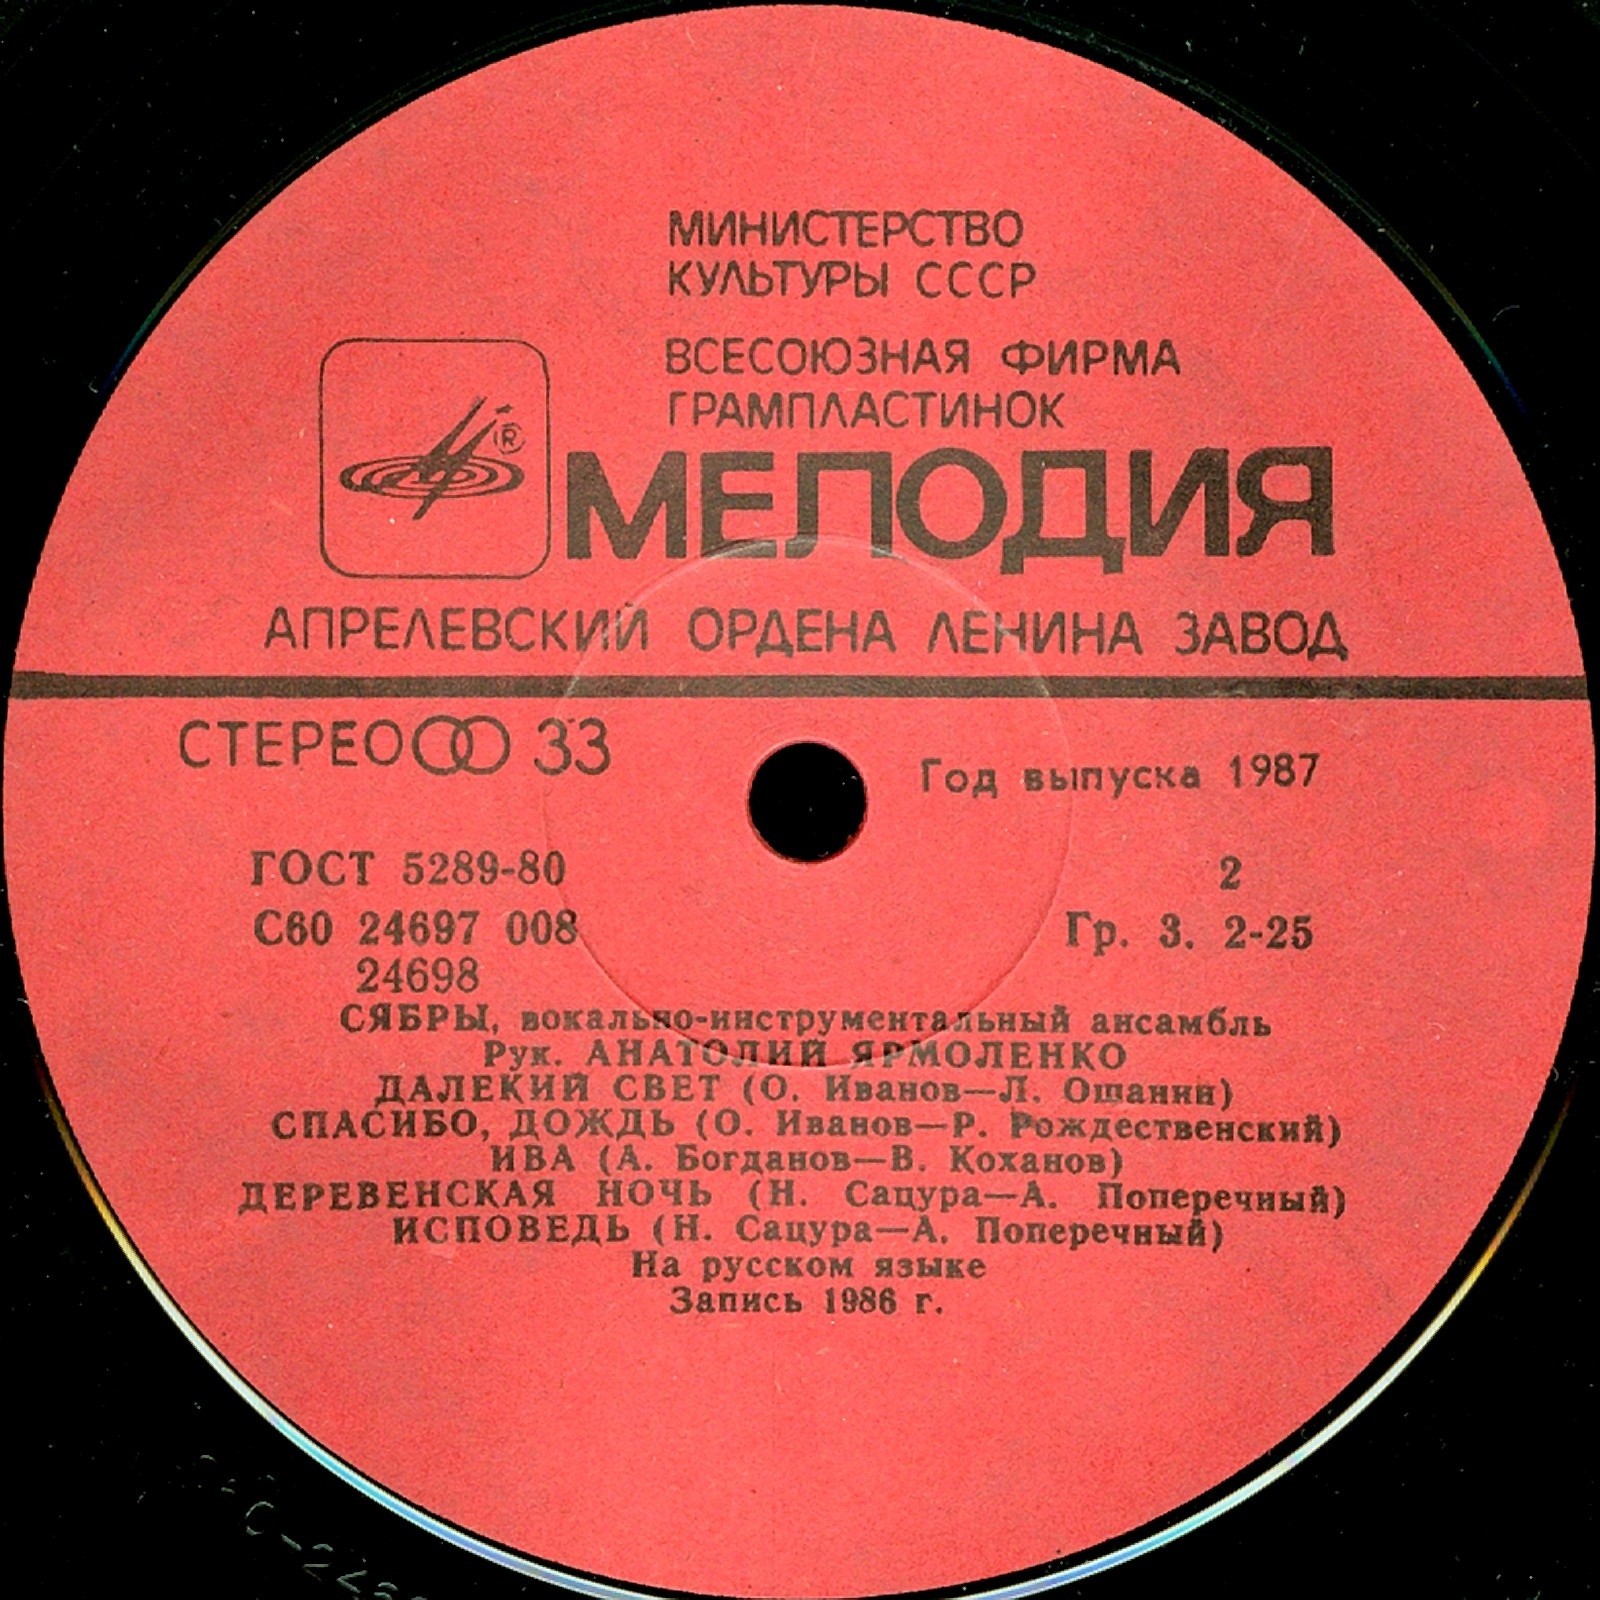 МИНИСТЕРСТВО
КУЛЬТУРЫ СССР
ВСЕСОЮЗНАЯ ФИРМА
ГРАМПЛАСТИНОК
®
МЕЛОДИЯ
АПРЕЛЕВСКИЙ ОРДЕНА ЛЕНИНА ЗАВОД
СТЕРЕО 33
Год выпуска 1987
ГОСТ 5289-80
2
С60 24697 008
Гр. 3. 2-25
24698
СЯБРЫ, вокально-инструментальный ансамбль
Рук. АНАТОЛИЙ ЯРМОЛЕНКО
ДАЛЕКИЙ СВЕТ (О. Иванов—Л. Ошанин)
СПАСИБО, ДОЖДЬ (О. Иванов—Р. Рождественский)
ИВА (А. Богданов—В. Коханов)
ДЕРЕВЕНСКАЯ НОЧЬ (Н. Сацура—А. Поперечный)
ИСПОВЕДЬ (Н. Сацура—А. Поперечный)
На русском языке
Запись 1986 г.